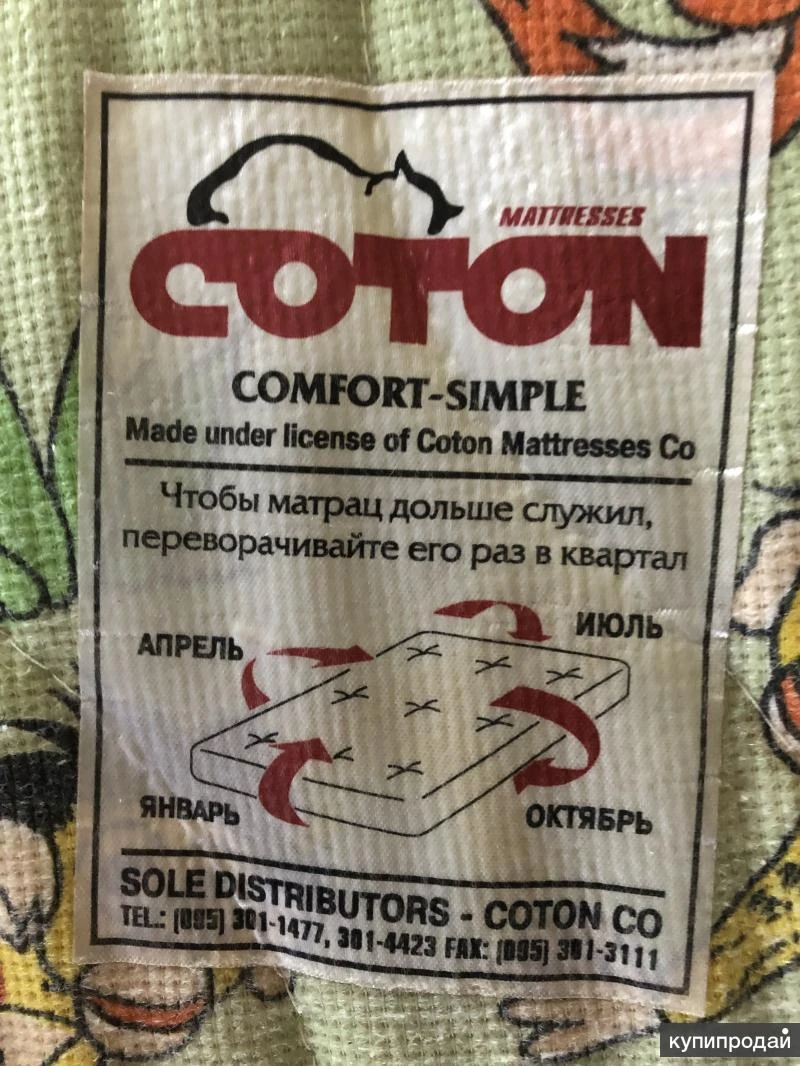 MATTRESSES
COTON
COMFORT-SIMPLE
Made under license of Coton Mattresses Co
Чтобы матрац дольше служил,
переворачивайте его раз в квартал
ИЮЛЬ
АПРЕЛЬ
ЯНВАРЬ
ОКТЯБРЬ
SOLE DISTRIBUTORS - COTON CO
TEL.: (095) 301-1477, 301-4423 FAX: (095) 301-3111
купипродай